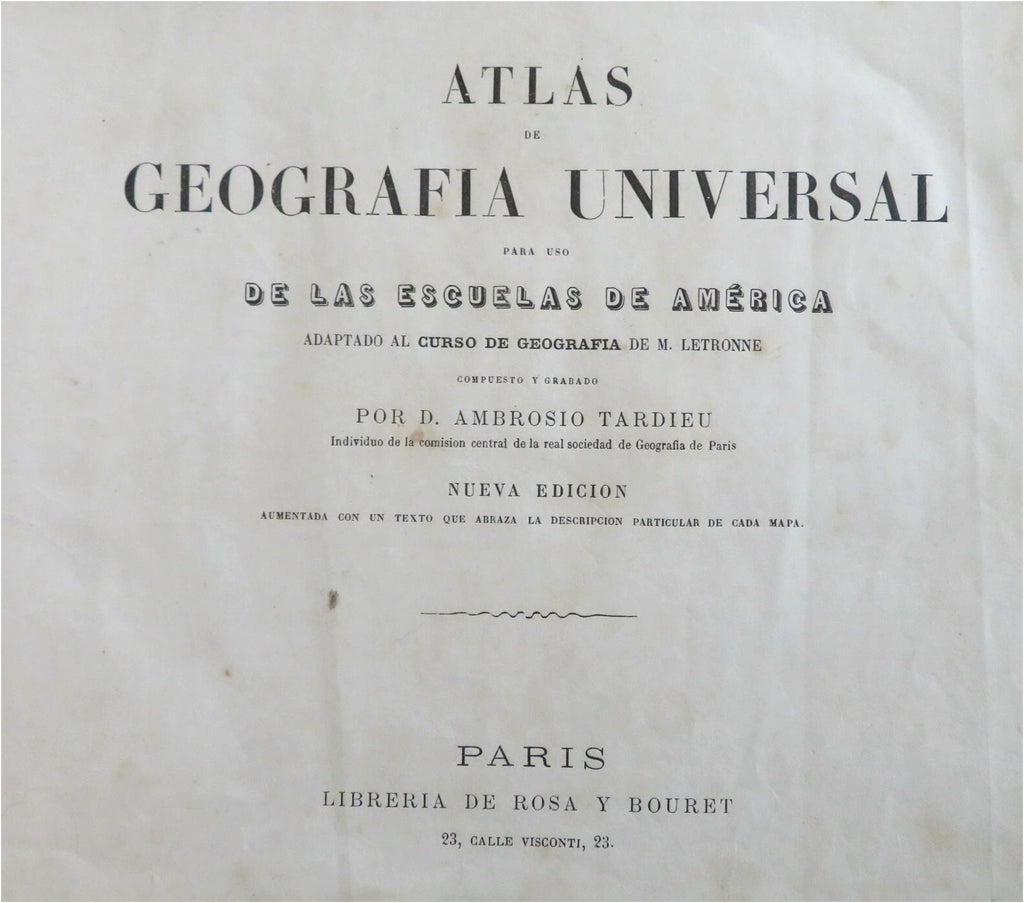 ATLAS
DE
GEOGRAFIA UNIVERSAL
PARA USO
DE LAS ESCUELAS DE AMÉRICA
ADAPTADO AL CURSO DE GEOGRAFIA DE M. LETRONNE
COMPUESTO Y GRABADO
POR D. AMBROSIO TARDIEU
Individuo de la comision central de la real sociedad de Geografia de Paris
NUEVA EDICION
AUMENTADA CON UN TEXTO QUE ABRAZA LA DESCRIPCION PARTICULAR DE CADA MAPA.
PARIS
LIBRERIA DE ROSA Y BOURET
23, CALLE VISCONTI, 23.